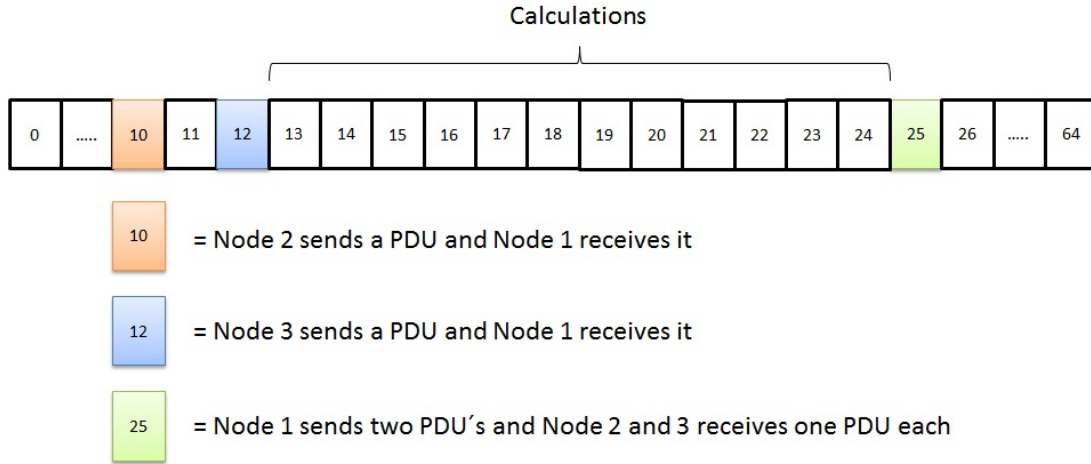 Calculations
0 ..... 10 11 12 13 14 15 16 17 18 19 20 21 22 23 24 25 26 ..... 64
10 = Node 2 sends a PDU and Node 1 receives it
12 = Node 3 sends a PDU and Node 1 receives it
25 = Node 1 sends two PDU´s and Node 2 and 3 receives one PDU each